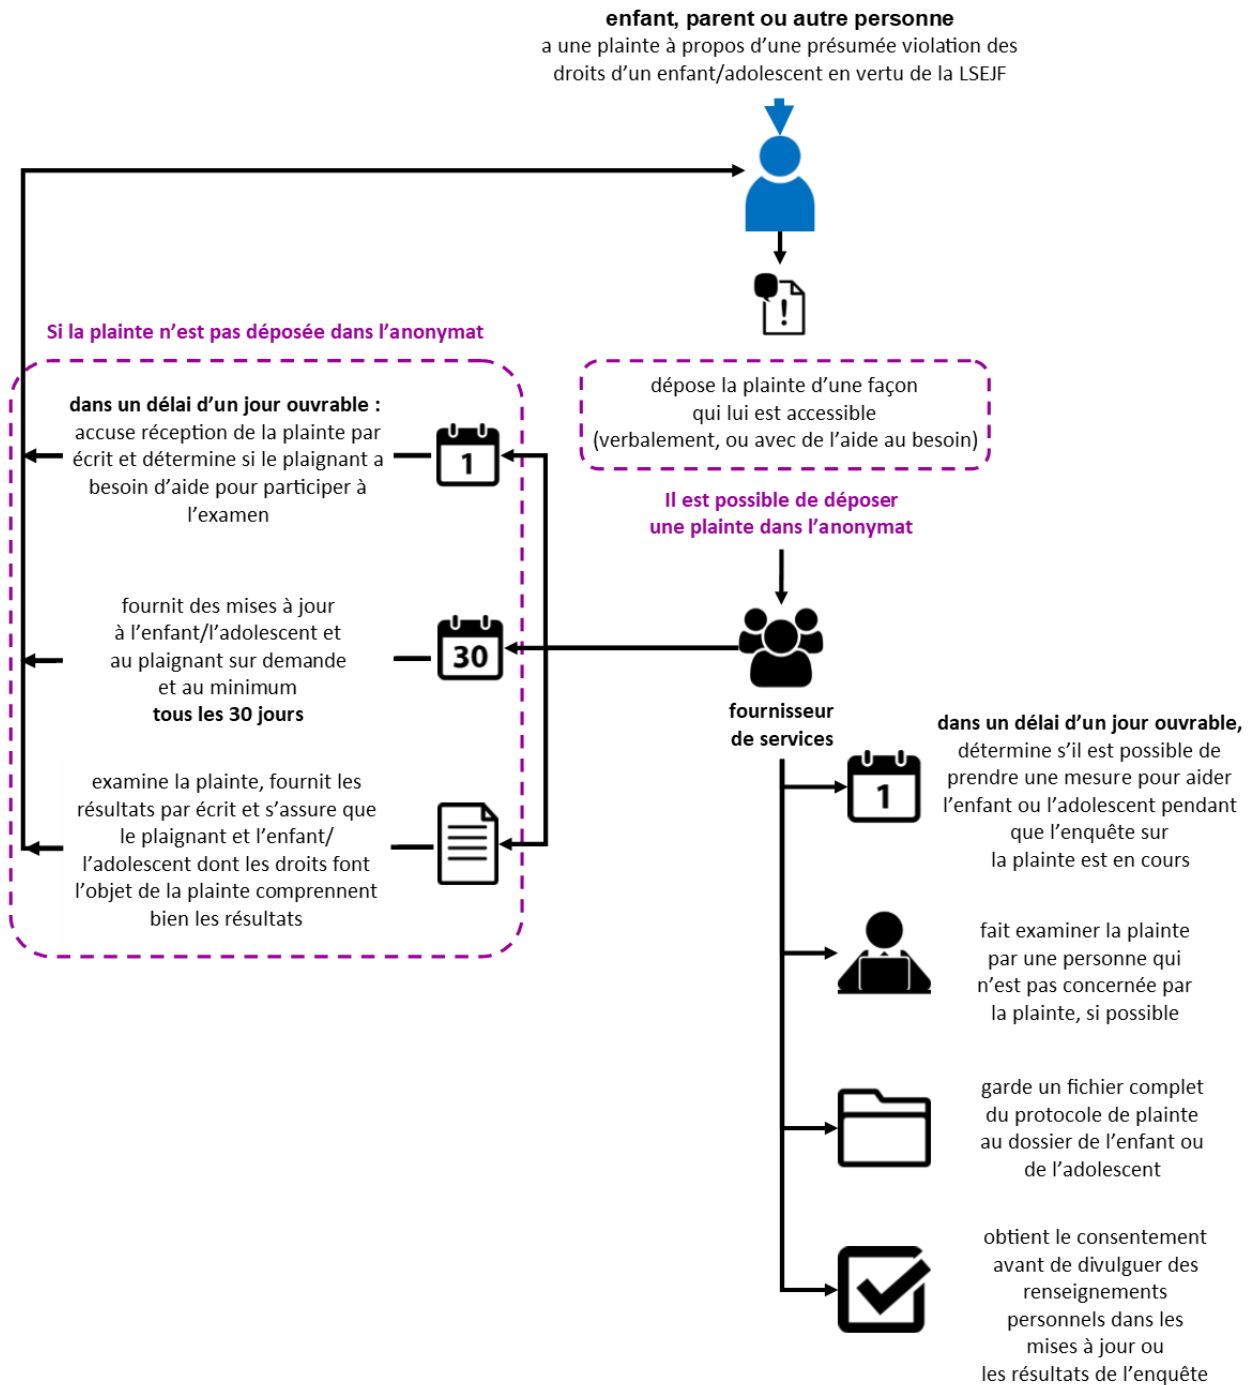 enfant, parent ou autre personne
a une plainte à propos d’une présumée violation des
droits d’un enfant/adolescent en vertu de la LSEJF
!
dépose la plainte d’une façon
qui lui est accessible
(verbalement, ou avec de l’aide au besoin)
Il est possible de déposer
une plainte dans l’anonymat
fournisseur
de services
Si la plainte n’est pas déposée dans l’anonymat
dans un délai d’un jour ouvrable :
accuse réception de la plainte par
écrit et détermine si le plaignant a
besoin d’aide pour participer à
l’examen
1
fournit des mises à jour
à l’enfant/l’adolescent et
au plaignant sur demande
et au minimum
tous les 30 jours
30
examine la plainte, fournit les
résultats par écrit et s’assure que
le plaignant et l’enfant/
l’adolescent dont les droits font
l’objet de la plainte comprennent
bien les résultats
1
dans un délai d’un jour ouvrable,
détermine s’il est possible de
prendre une mesure pour aider
l’enfant ou l’adolescent pendant
que l’enquête sur
la plainte est en cours
fait examiner la plainte
par une personne qui
n’est pas concernée par
la plainte, si possible
garde un fichier complet
du protocole de plainte
au dossier de l’enfant ou
de l’adolescent
obtient le consentement
avant de divulguer des
renseignements
personnels dans les
mises à jour ou
les résultats de l’enquête